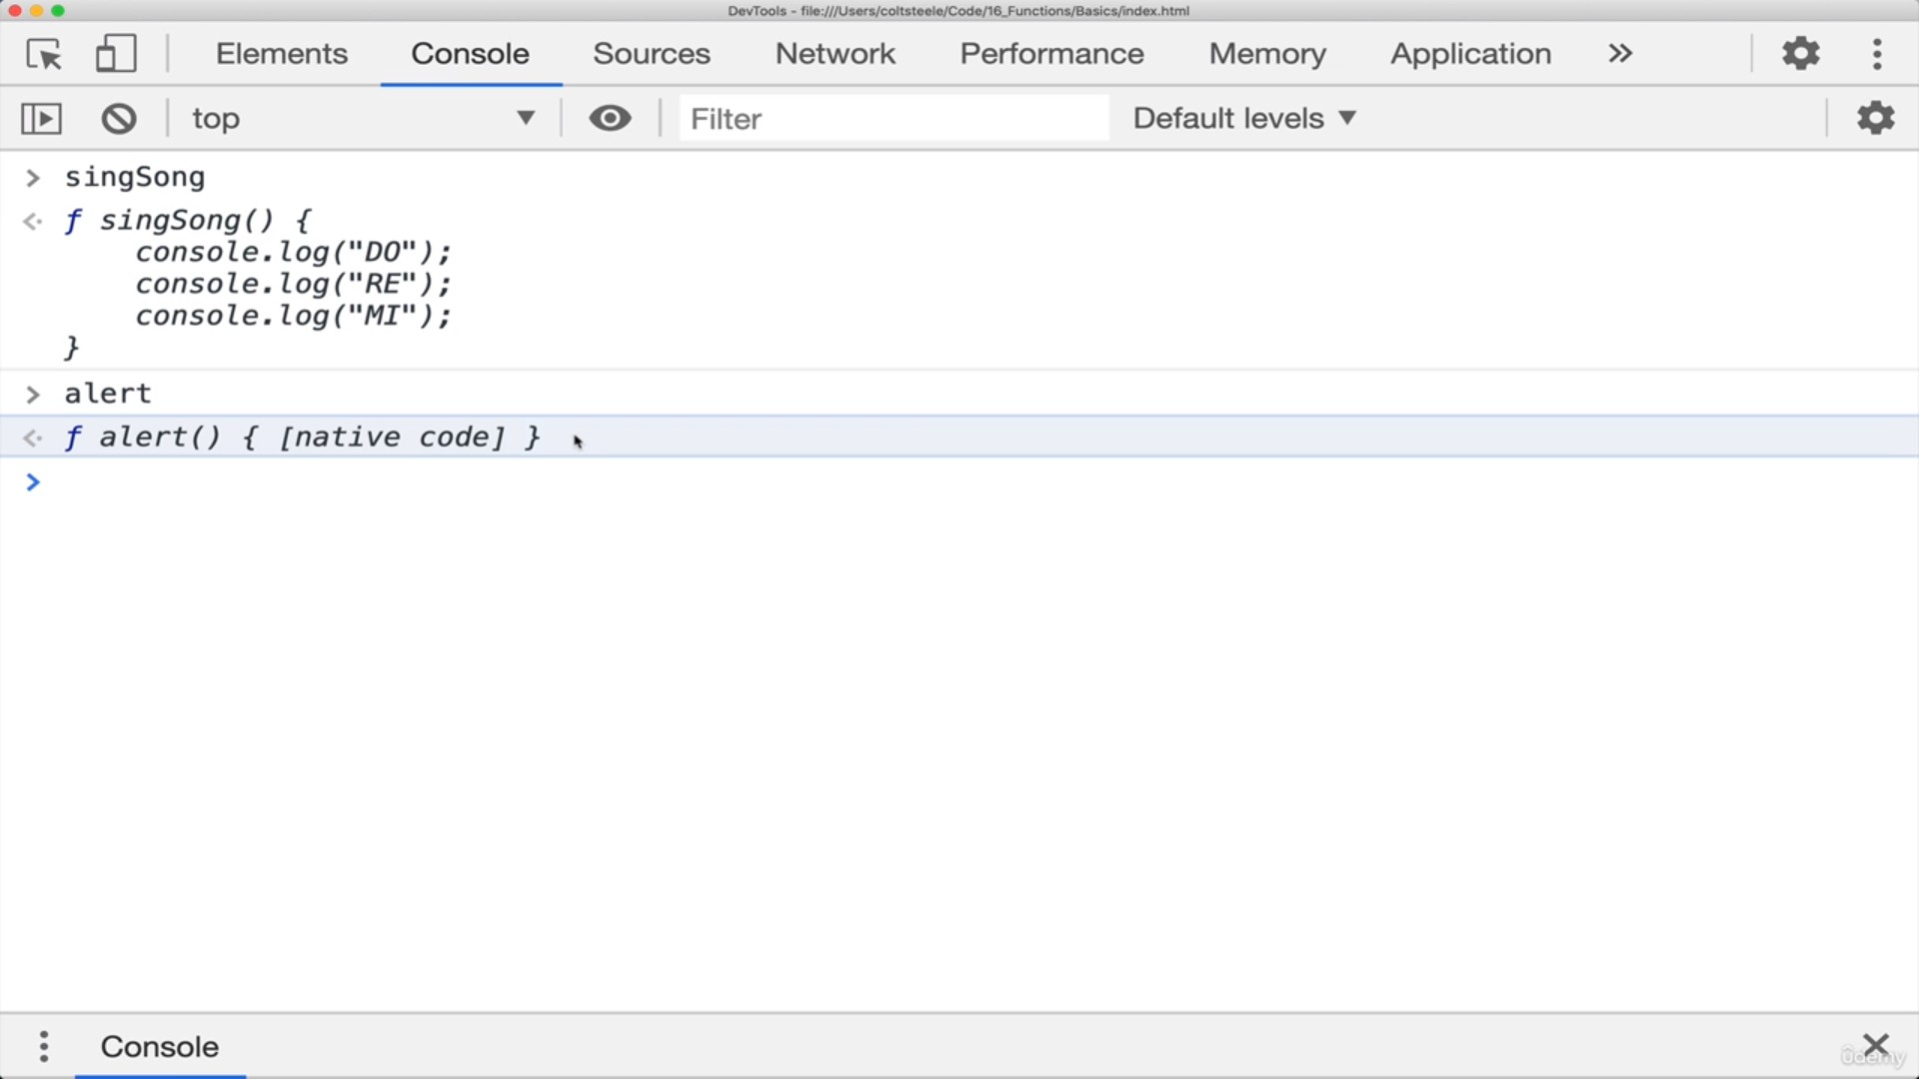 DevTools - file:///Users/coltsteele/Code/16_Functions/Basics/index.html
Elements Console Sources Network Performance Memory Application »
top ▼ Filter Default levels ▼
> singSong
<· ƒ singSong() {
console.log("DO");
console.log("RE");
console.log("MI");
}
> alert
<· ƒ alert() { [native code] }
>
Console
ûdemy